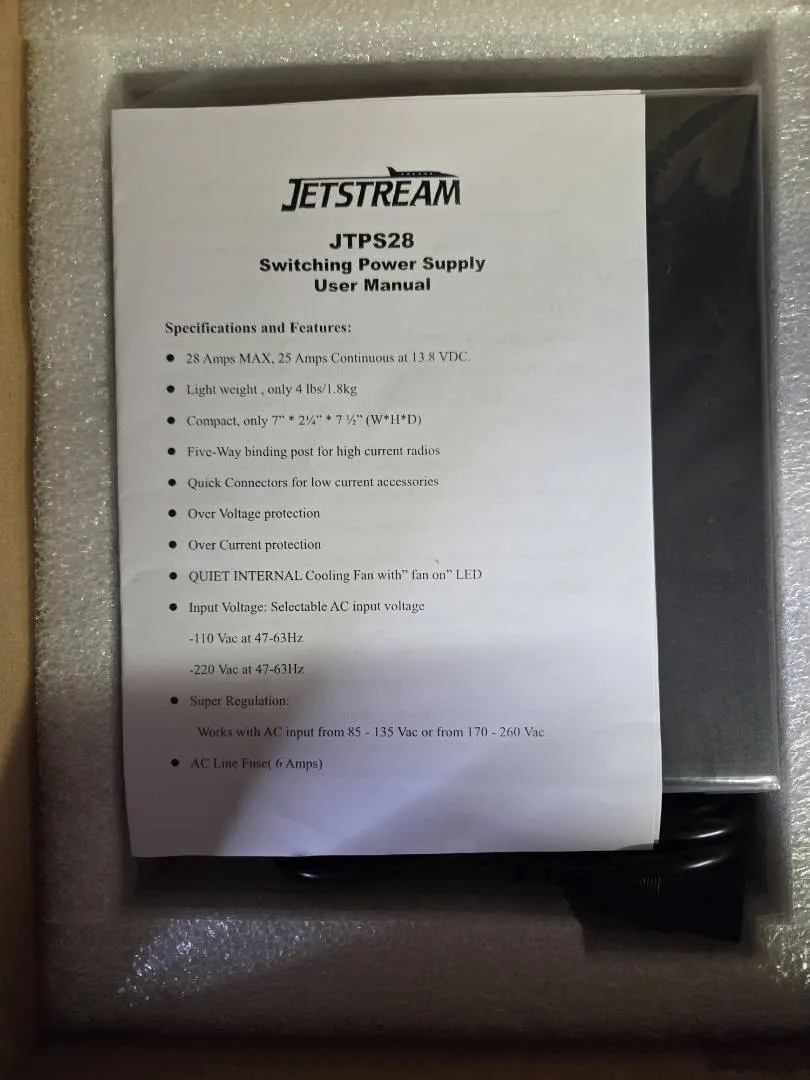 JETSTREAM
JTPS28
Switching Power Supply
User Manual
Specifications and Features:
● 28 Amps MAX, 25 Amps Continuous at 13.8 VDC.
● Light weight , only 4 lbs/1.8kg
● Compact, only 7” * 2¼” * 7 ½” (W*H*D)
● Five-Way binding post for high current radios
● Quick Connectors for low current accessories
● Over Voltage protection
● Over Current protection
● QUIET INTERNAL Cooling Fan with” fan on” LED
● Input Voltage: Selectable AC input voltage
-110 Vac at 47-63Hz
-220 Vac at 47-63Hz
● Super Regulation:
Works with AC input from 85 - 135 Vac or from 170 - 260 Vac.
● AC Line Fuse( 6 Amps)